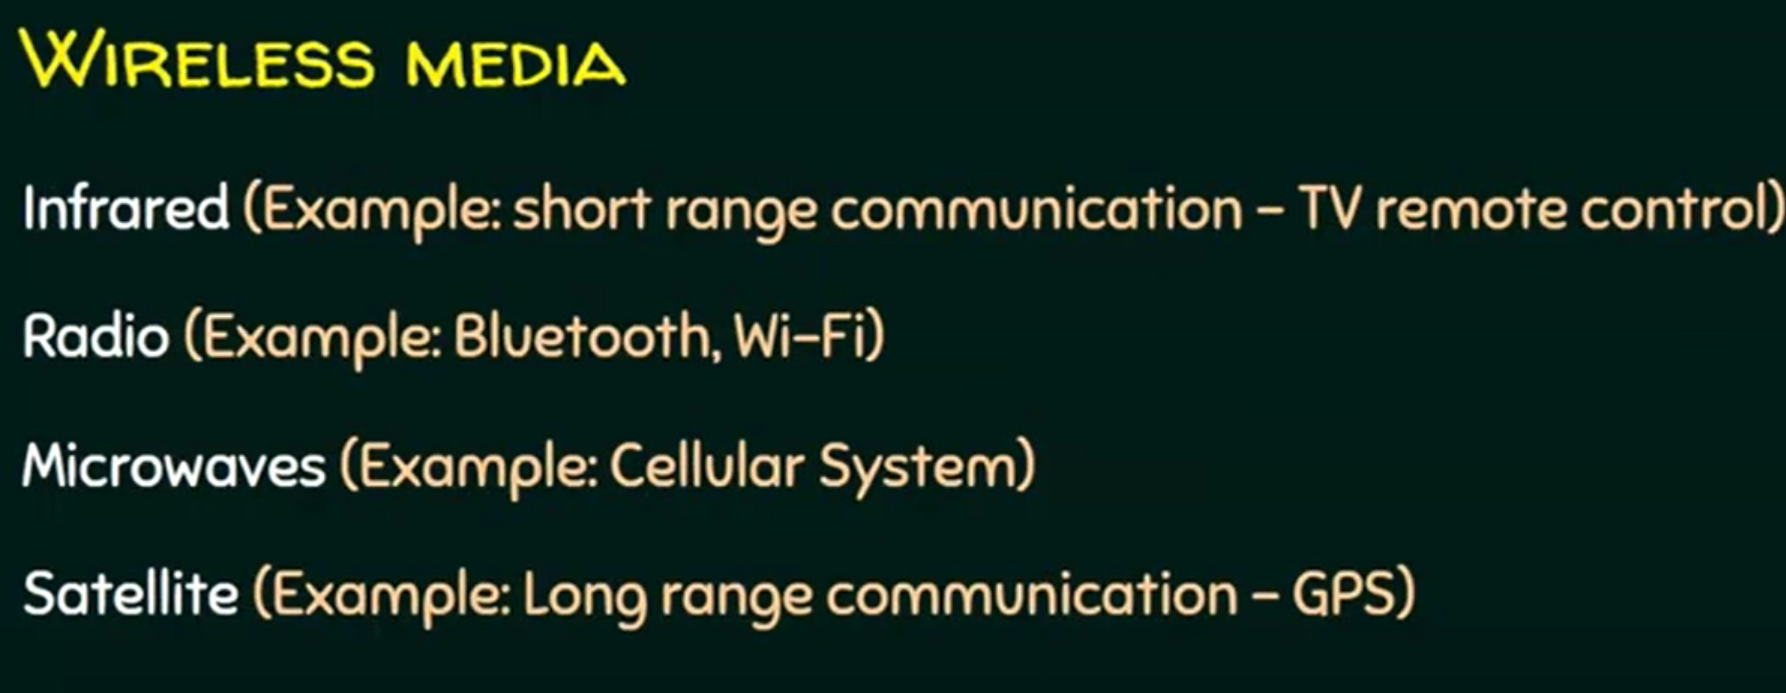 WIRELESS MEDIA
Infrared (Example: short range communication – TV remote control)
Radio (Example: Bluetooth, Wi-Fi)
Microwaves (Example: Cellular System)
Satellite (Example: Long range communication – GPS)